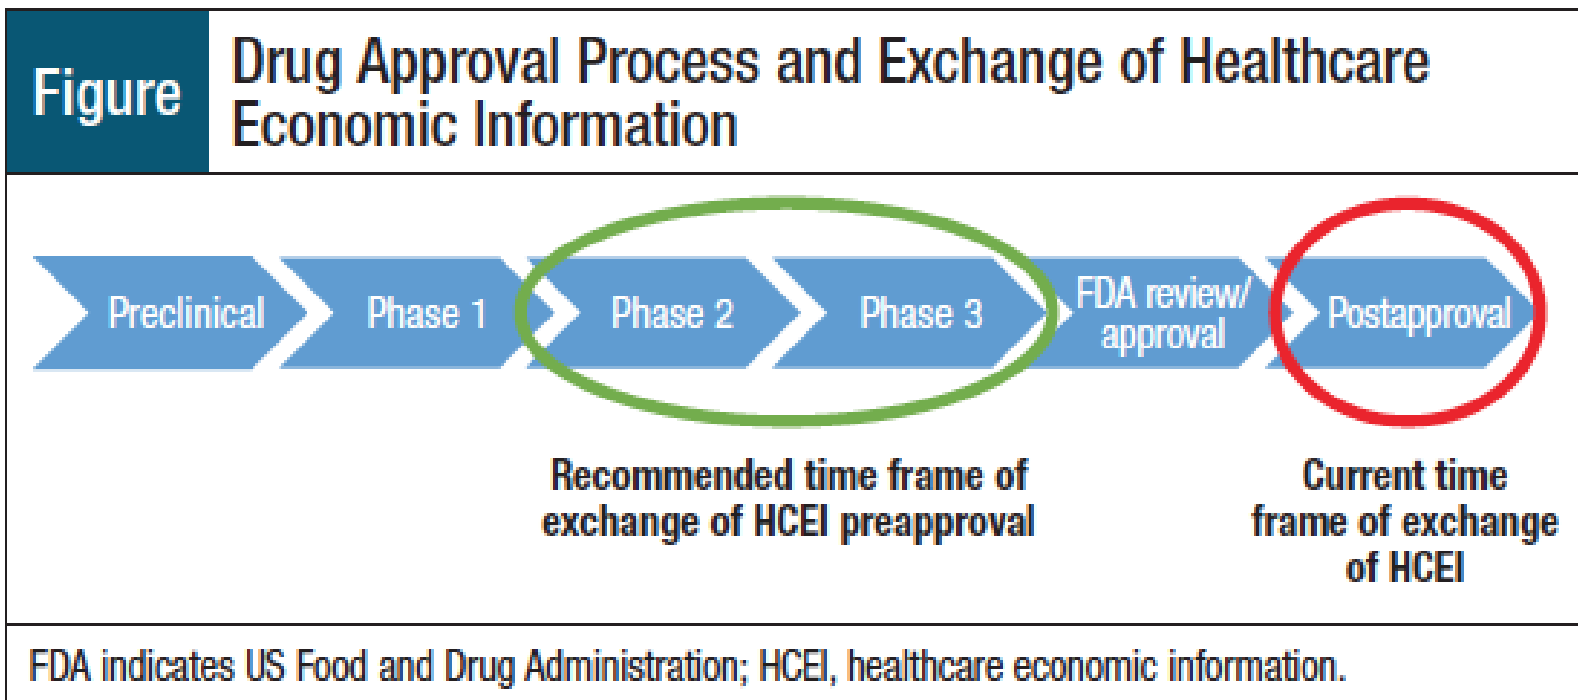 Figure
Drug Approval Process and Exchange of Healthcare
Economic Information
Preclinical
Phase 1
Phase 2
Phase 3
FDA review/
approval
Postapproval
Recommended time frame of
exchange of HCEI preapproval
Current time
frame of exchange
of HCEI
FDA indicates US Food and Drug Administration; HCEI, healthcare economic information.